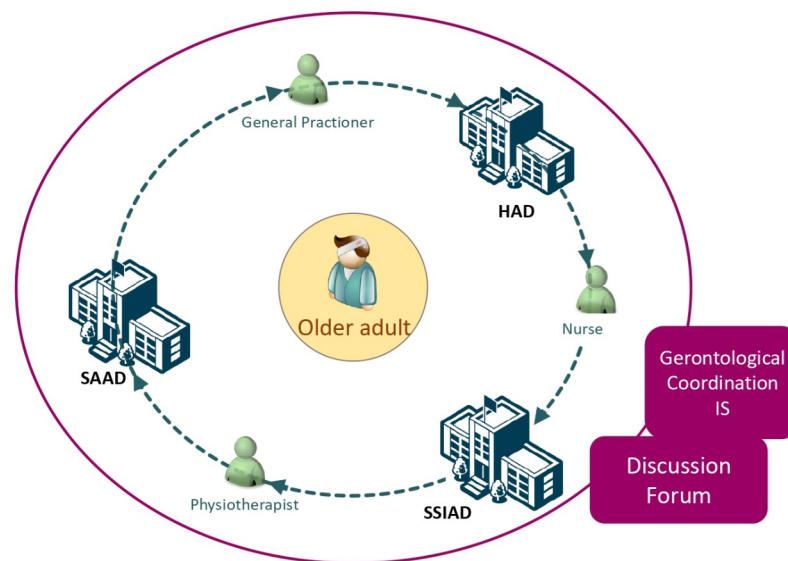 General Practioner
HAD
Older adult
Nurse
SAAD
Gerontological
Coordination
IS
Discussion
Forum
Physiotherapist
SSIAD